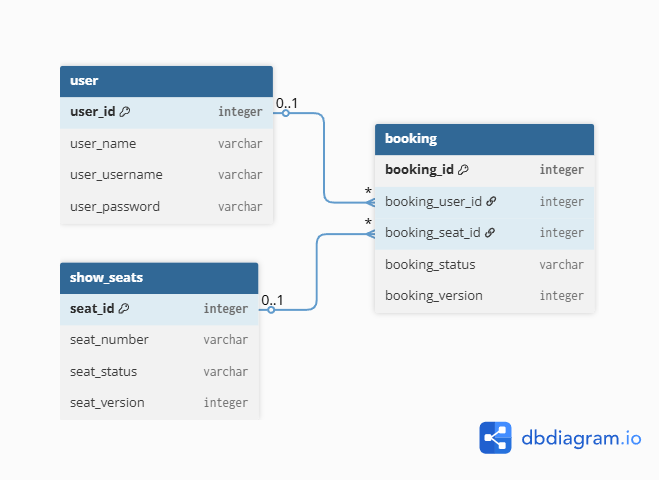 user
user_id integer
user_name varchar
user_username varchar
user_password varchar
0..1
booking
booking_id integer
* booking_user_id integer
* booking_seat_id integer
booking_status varchar
booking_version integer
show_seats
seat_id integer
seat_number varchar
seat_status varchar
seat_version integer
0..1
dbdiagram.io